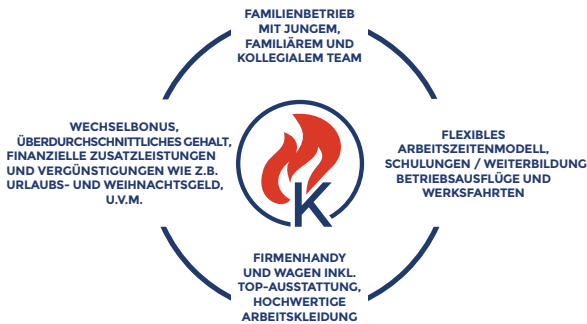 FAMILIENBETRIEB
MIT JUNGEM,
FAMILIÄREM UND
KOLLEGIALEM TEAM
WECHSELBONUS,
ÜBERDURCHSCHNITTLICHES GEHALT,
FINANZIELLE ZUSATZLEISTUNGEN
UND VERGÜNSTIGUNGEN WIE Z.B.
URLAUBS- UND WEIHNACHTSGELD,
U.V.M.
K
FLEXIBLES
ARBEITSZEITENMODELL,
SCHULUNGEN / WEITERBILDUNG
BETRIEBSAUSFLÜGE UND
WERKSFAHRTEN
FIRMENHANDY
UND WAGEN INKL.
TOP-AUSSTATTUNG,
HOCHWERTIGE
ARBEITSKLEIDUNG